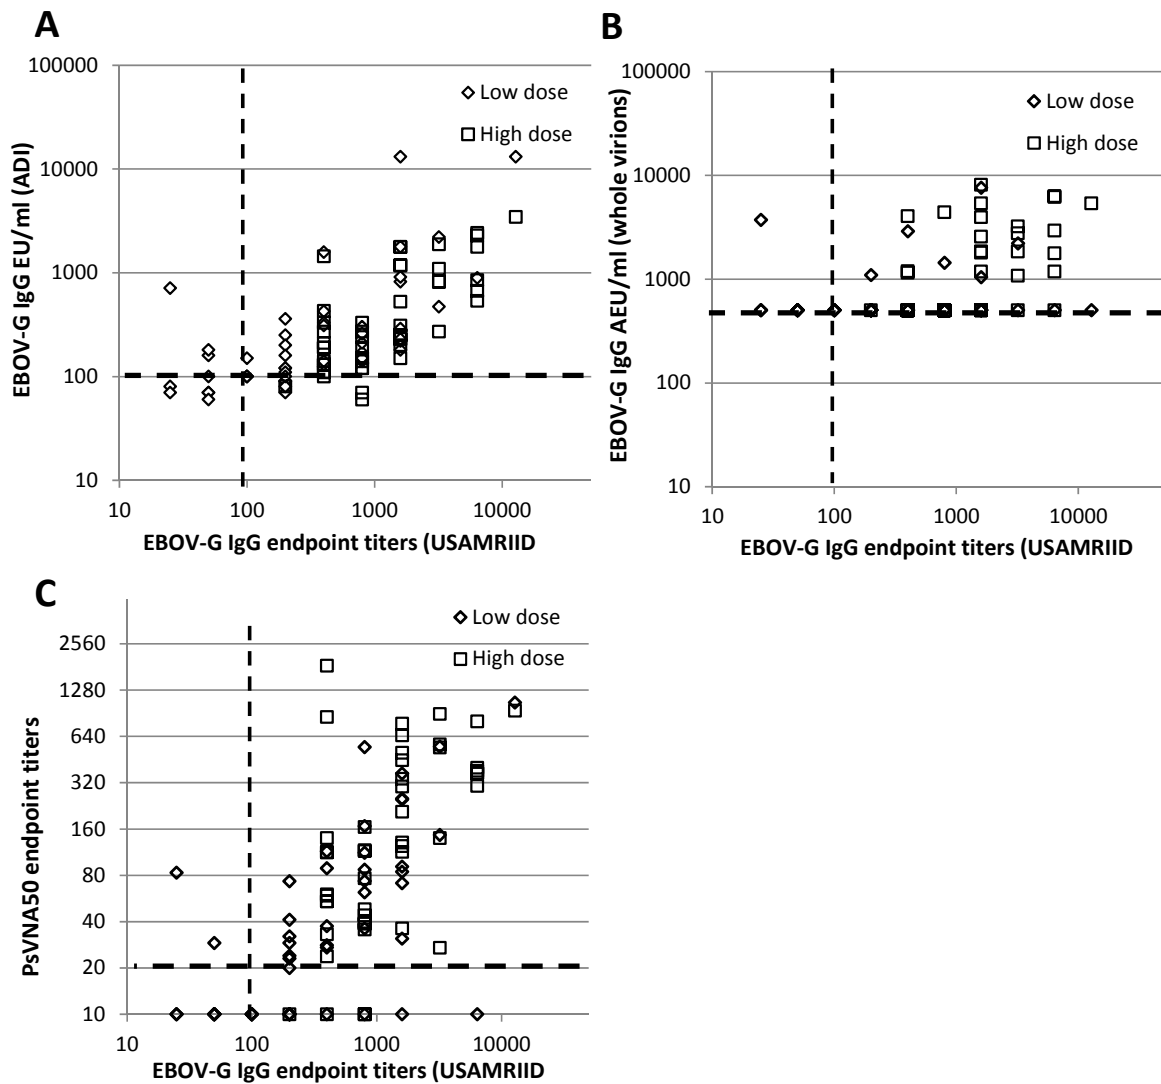 A
100000
10000
1000
100
10
10 100 1000 10000
EBOV-G IgG EU/ml (ADI)
EBOV-G IgG endpoint titers (USAMRIID
Low dose
High dose
B
100000
10000
1000
100
10
10 100 1000 10000
EBOV-G IgG AEU/ml (whole virions)
EBOV-G IgG endpoint titers (USAMRIID
Low dose
High dose
C
2560
1280
640
320
160
80
40
20
10
10 100 1000 10000
PsVNA50 endpoint titers
EBOV-G IgG endpoint titers (USAMRIID
Low dose
High dose